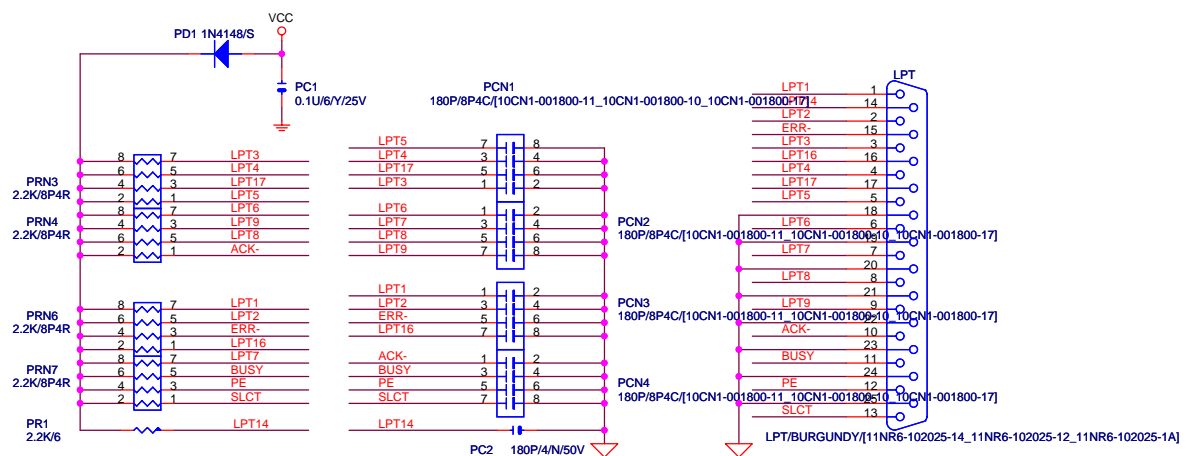 VCC
PD1 1N4148/S
PC1
0.1U/6/Y/25V
8 7 LPT3
6 5 LPT4
4 3 LPT17
2 1 LPT5
PRN3
2.2K/8P4R
8 7 LPT6
4 3 LPT9
6 5 LPT8
2 1 ACK-
PRN4
2.2K/8P4R
8 7 LPT1
6 5 LPT2
4 3 ERR-
2 1 LPT16
PRN6
2.2K/8P4R
8 7 LPT7
6 5 BUSY
4 3 PE
2 1 SLCT
PRN7
2.2K/8P4R
PR1
2.2K/6
LPT14
PCN1
180P/8P4C/[10CN1-001800-11_10CN1-001800-10_10CN1-001800-17]
LPT5 7 8
LPT4 3 4
LPT17 5 6
LPT3 1 2
LPT6 1 2
LPT7 3 4
LPT8 5 6
LPT9 7 8
PCN2
180P/8P4C/[10CN1-001800-11_10CN1-001800-10_10CN1-001800-17]
LPT1 1 2
LPT2 3 4
ERR- 5 6
LPT16 7 8
PCN3
180P/8P4C/[10CN1-001800-11_10CN1-001800-10_10CN1-001800-17]
ACK- 1 2
BUSY 3 4
PE 5 6
SLCT 7 8
PCN4
180P/8P4C/[10CN1-001800-11_10CN1-001800-10_10CN1-001800-17]
LPT14
PC2 180P/4/N/50V
LPT
LPT1 1
LPT14 14
LPT2 2
ERR- 15
LPT3 3
LPT16 16
LPT4 4
LPT17 17
LPT5 5
18
LPT6 6
19
LPT7 7
20
LPT8 8
21
LPT9 9
22
ACK- 10
23
BUSY 11
24
PE 12
25
SLCT 13
LPT/BURGUNDY/[11NR6-102025-14_11NR6-102025-12_11NR6-102025-1A]